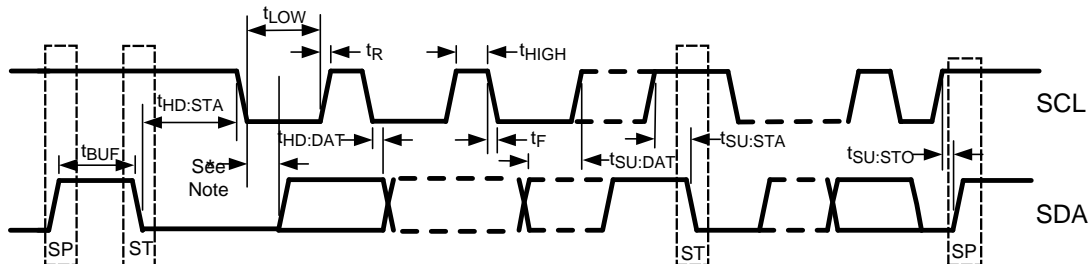 tLOW
tR
tHIGH
SCL
tHD:STA
tHD:DAT
tF
tSU:DAT
tSU:STA
tSU:STO
tBUF
See
Note
SDA
SP
ST
ST
SP